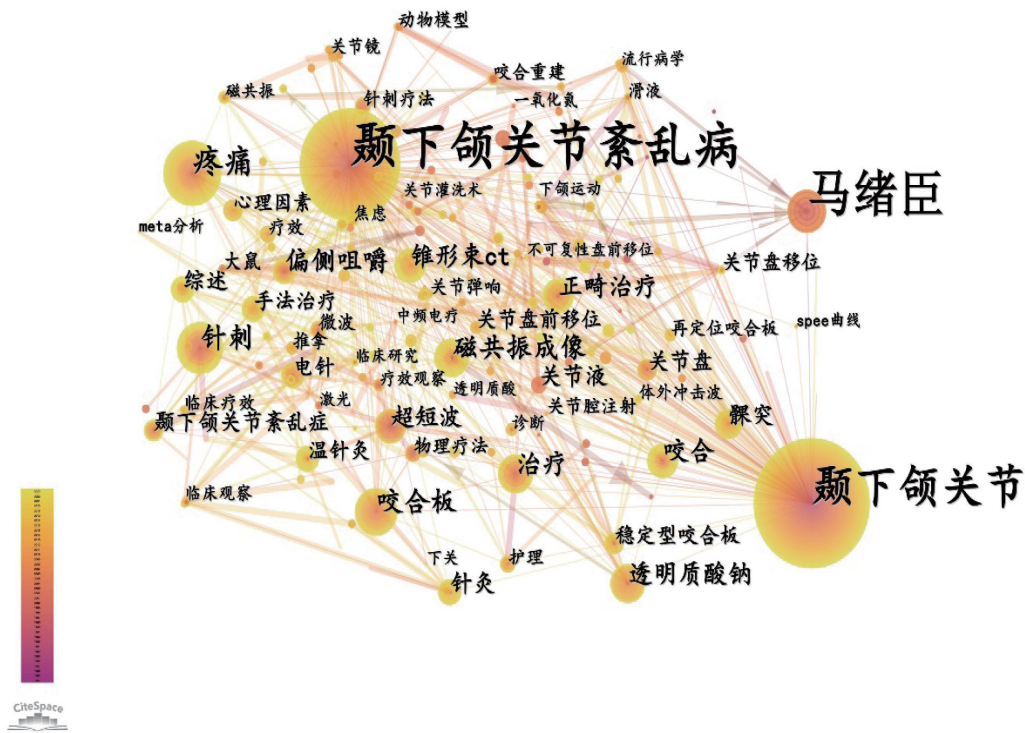 动物模型
关节镜
流行病学
咬合重建
磁共振
滑液
针刺疗法
一氧化氮
颞下颌关节紊乱病
疼痛
马绪臣
关节灌洗术
下颌运动
心理因素
焦虑
meta分析
疗效
不可复性盘前移位
大鼠
偏侧咀嚼
锥形束ct
关节盘移位
综述
关节弹响
正畸治疗
手法治疗
微波
中频电疗
关节盘前移位
再定位咬合板
spee曲线
针刺
推拿
临床研究
磁共振成像
电针
疗效观察
关节液
关节盘
透明质酸
体外冲击波
临床疗效
激光
关节腔注射
颞下颌关节紊乱症
超短波
诊断
髁突
温针灸
物理疗法
治疗
咬合
颞下颌关节
临床观察
咬合板
稳定型咬合板
下关
护理
针灸
透明质酸钠
CiteSpace